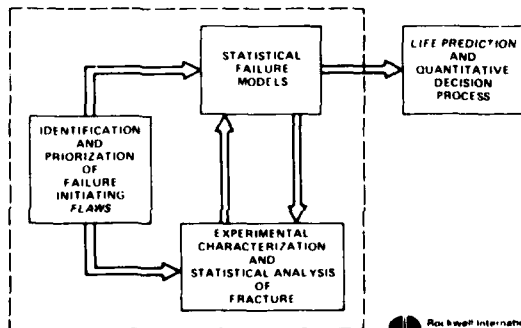 STATISTICAL
FAILURE
MODELS
LIFE PREDICTION
AND
QUANTITATIVE
DECISION
PROCESS
IDENTIFICATION
AND
PRIORIZATION
OF
FAILURE
INITIATING
FLAWS
EXPERIMENTAL
CHARACTERIZATION
AND
STATISTICAL ANALYSIS
OF
FRACTURE
Rockwell Internati